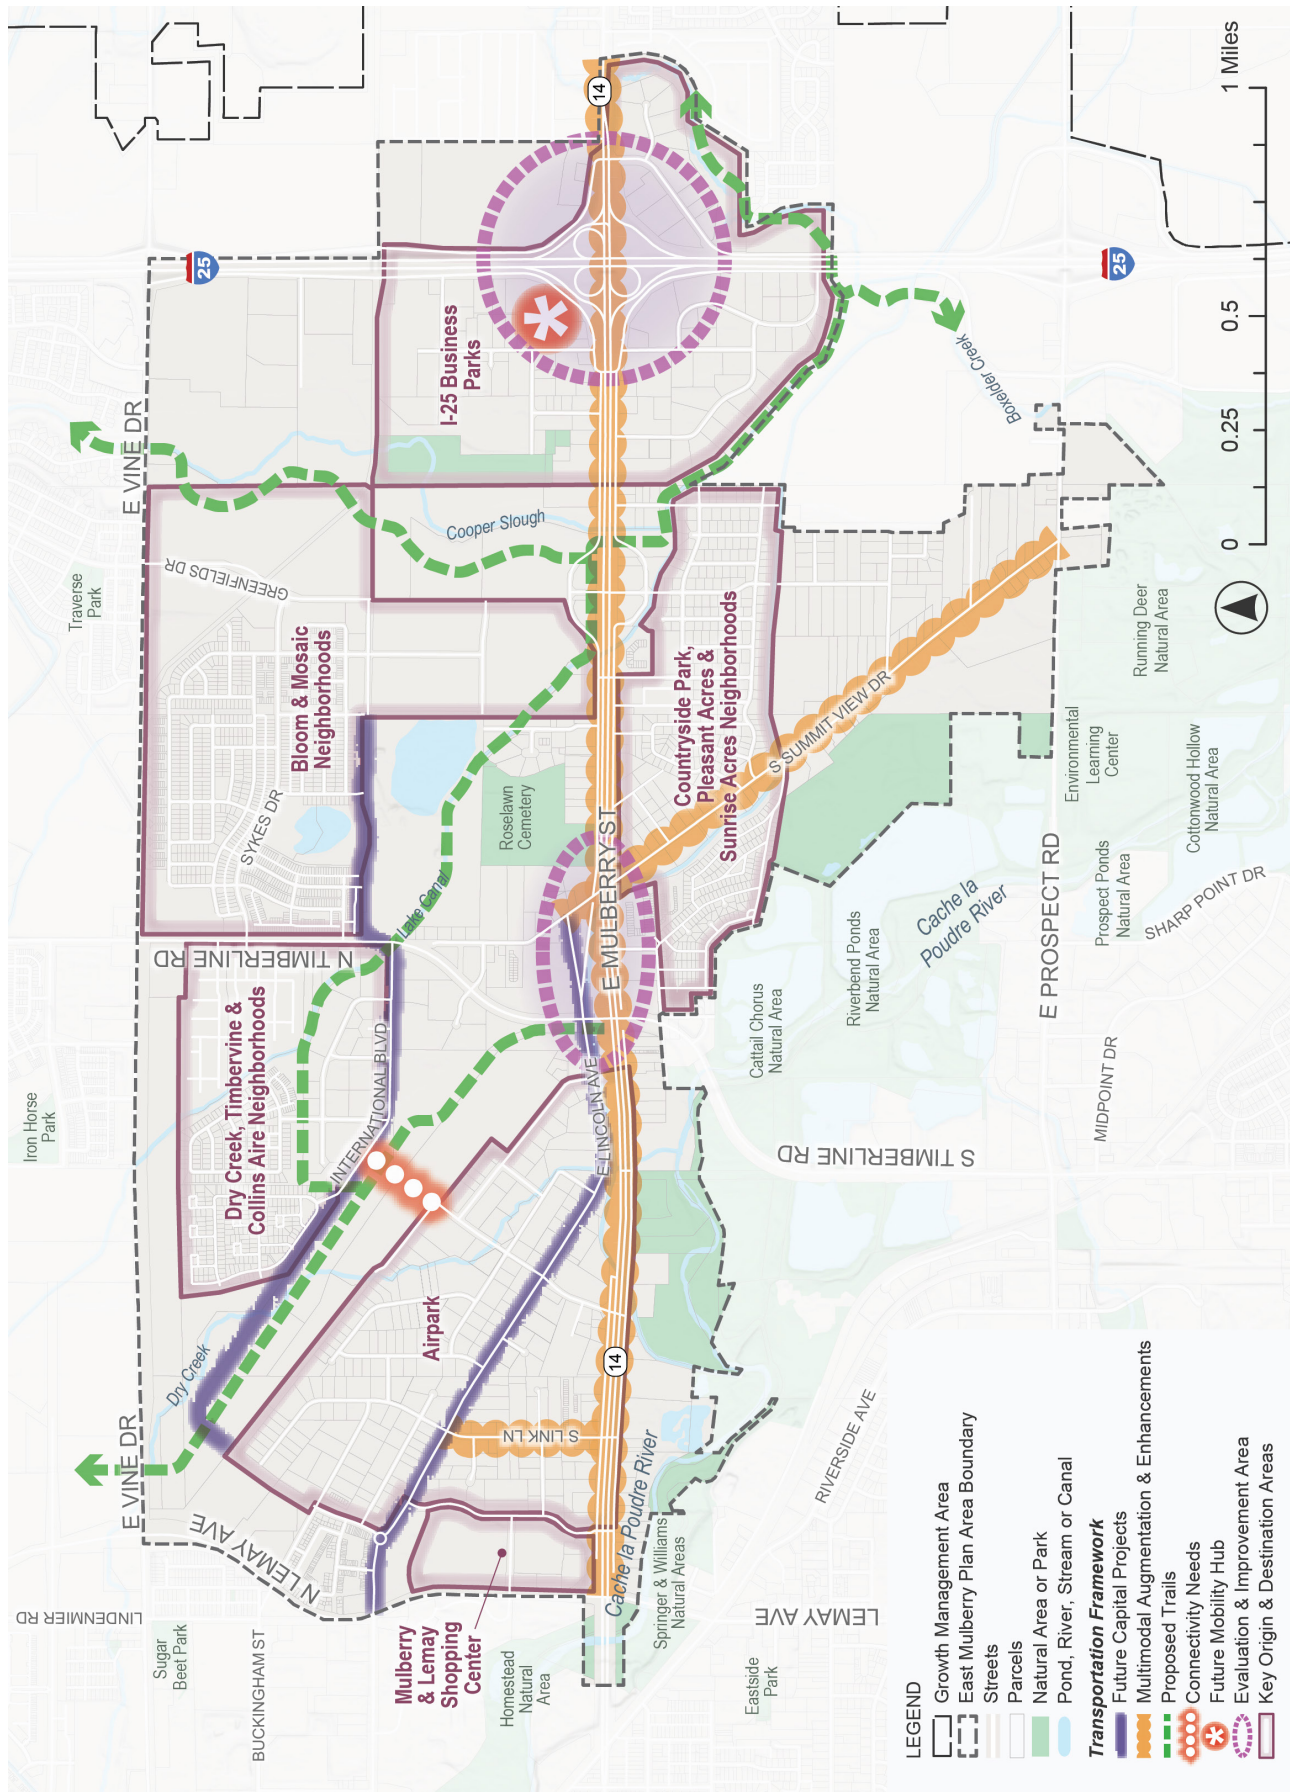 E VINE DR
E VINE DR
Traverse
Park
Iron Horse
Park
GREENFIELDS DR
Bloom & Mosaic
Neighborhoods
SYKES DR
N TIMBERLINE RD
Dry Creek, Timbervine &
Collins Aire Neighborhoods
INTERNATIONAL BLVD
Dry Creek
N LEMAY AVE
LINDENMIER RD
Sugar
Beet Park
BUCKINGHAM ST
25
I-25 Business
Parks
Cooper Slough
Lake Canal
Roselawn
Cemetery
Airpark
E LINCOLN AVE
S LINK LN
Mulberry
& Lemay
Shopping
Center
Homestead
Natural
Area
14
E MULBERRY ST
14
Cache la Poudre River
Countryside Park,
Pleasant Acres &
Sunrise Acres Neighborhoods
S SUMMIT VIEW DR
Springer & Williams
Natural Areas
LEMAY AVE
Eastside
Park
Cattail Chorus
Natural Area
S TIMBERLINE RD
Riverbend Ponds
Natural Area
Cache la
Poudre River
RIVERSIDE AVE
Boxelder Creek
E PROSPECT RD
Environmental
Learning
Center
Prospect Ponds
Natural Area
MIDPOINT DR
Running Deer
Natural Area
Cottonwood Hollow
Natural Area
SHARP POINT DR
25
0
0.25
0.5
1 Miles
LEGEND
Growth Management Area
East Mulberry Plan Area Boundary
Streets
Parcels
Natural Area or Park
Pond, River, Stream or Canal
Transportation Framework
Future Capital Projects
Multimodal Augmentation & Enhancements
Proposed Trails
Connectivity Needs
Future Mobility Hub
Evaluation & Improvement Area
Key Origin & Destination Areas